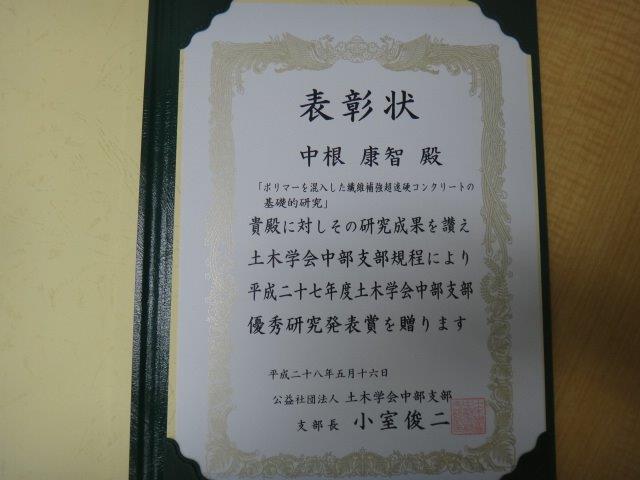 表彰状
中根 康智 殿
「ポリマーを混入した繊維補強超速硬コンクリートの
基礎的研究」
貴殿に対しその研究成果を讃え
土木学会中部支部規程により
平成二十七年度土木学会中部支部
優秀研究発表賞を贈ります
平成二十八年五月十六日
公益社団法人 土木学会中部支部
支部長 小室俊二